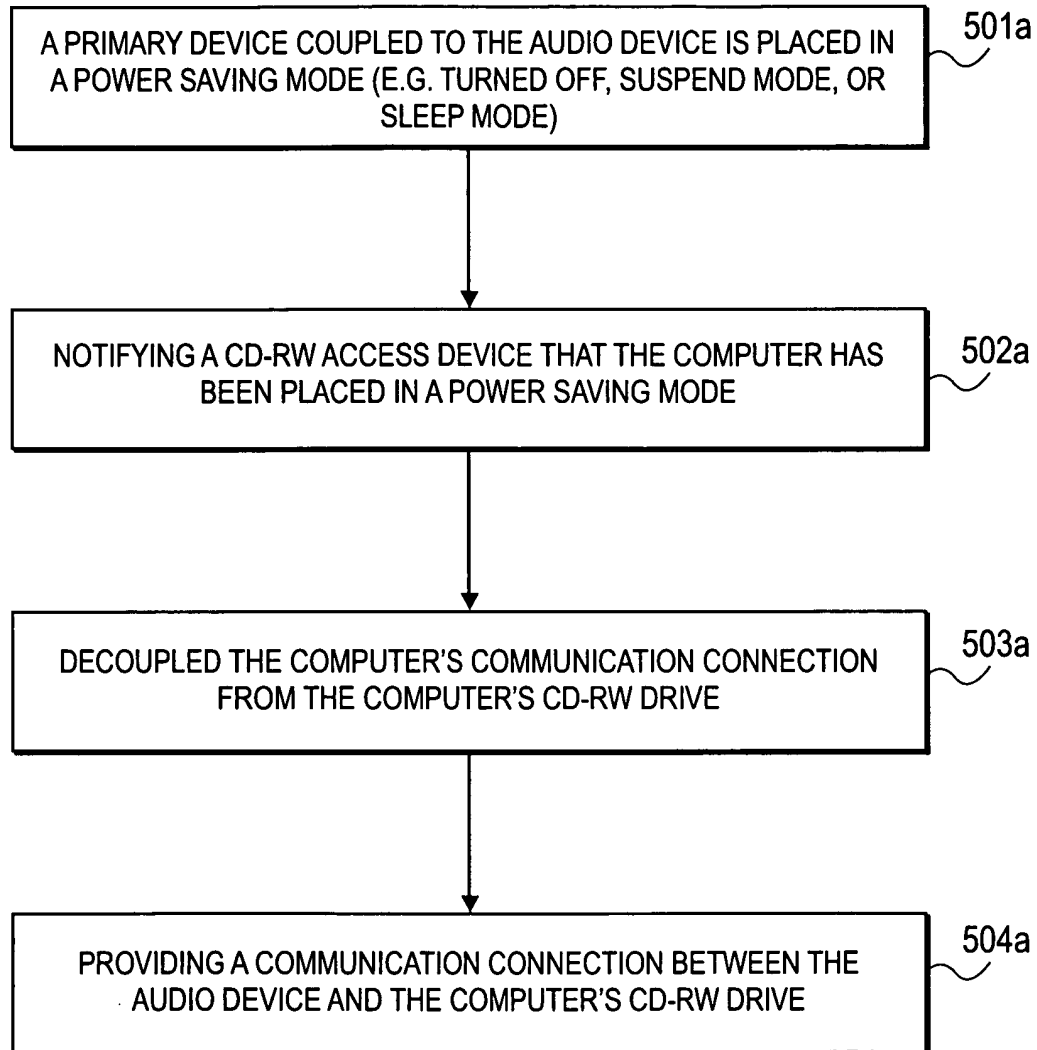 A PRIMARY DEVICE COUPLED TO THE AUDIO DEVICE IS PLACED IN
A POWER SAVING MODE (E.G. TURNED OFF, SUSPEND MODE, OR
SLEEP MODE)
501a
NOTIFYING A CD-RW ACCESS DEVICE THAT THE COMPUTER HAS
BEEN PLACED IN A POWER SAVING MODE
502a
DECOUPLED THE COMPUTER'S COMMUNICATION CONNECTION
FROM THE COMPUTER'S CD-RW DRIVE
503a
PROVIDING A COMMUNICATION CONNECTION BETWEEN THE
AUDIO DEVICE AND THE COMPUTER'S CD-RW DRIVE
504a